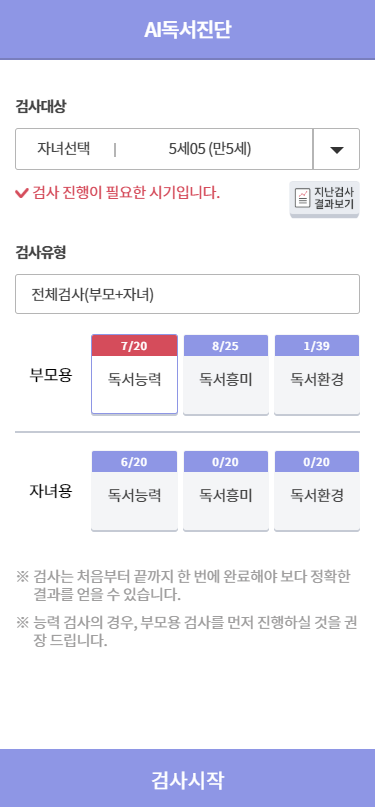 AI독서진단
검사대상
자녀선택 | 5세05 (만5세)
검사 진행이 필요한 시기입니다.
지난검사
결과보기
검사유형
전체검사(부모+자녀)
부모용
7/20
독서능력
8/25
독서흥미
1/39
독서환경
자녀용
6/20
독서능력
0/20
독서흥미
0/20
독서환경
※ 검사는 처음부터 끝까지 한 번에 완료해야 보다 정확한
결과를 얻을 수 있습니다.
※ 능력 검사의 경우, 부모용 검사를 먼저 진행하실 것을 권
장 드립니다.
검사시작